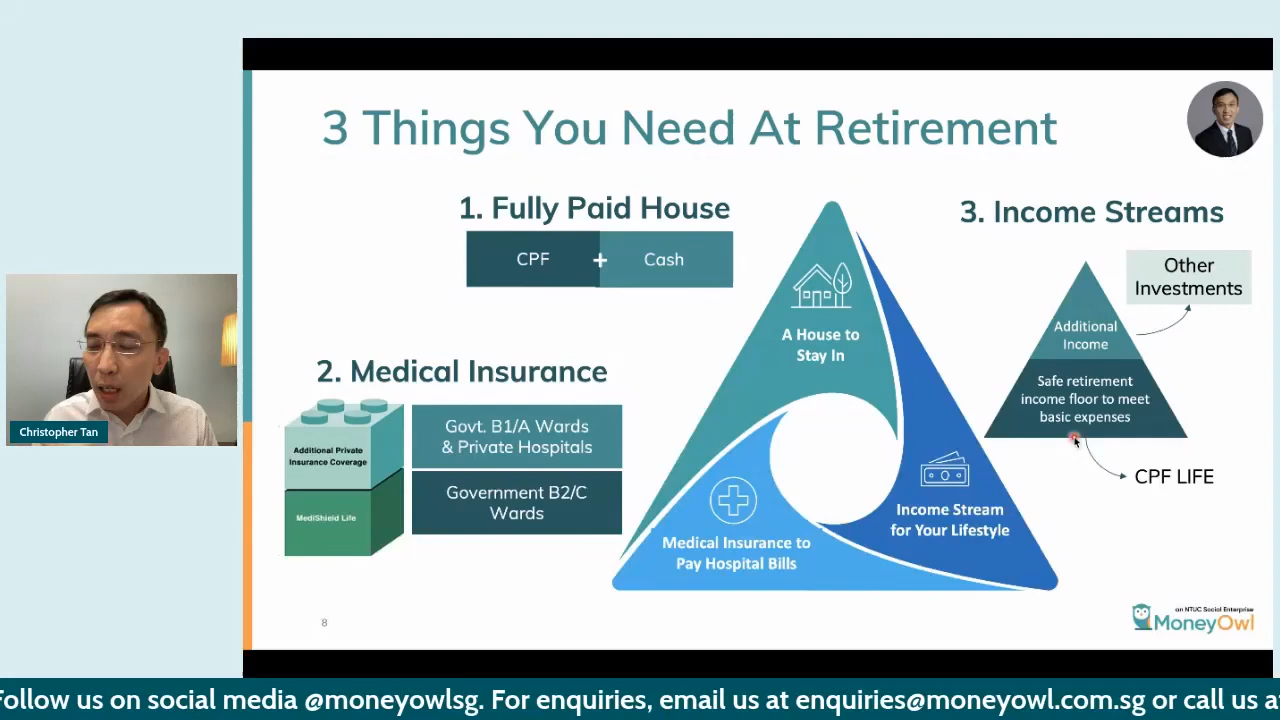 3 Things You Need At Retirement
1. Fully Paid House
CPF + Cash
3. Income Streams
Other
Investments
Additional
Income
Safe retirement
income floor to meet
basic expenses
CPF LIFE
A House to
Stay In
2. Medical Insurance
Additional Private
Insurance Coverage
MediShield Life
Govt. B1/A Wards
& Private Hospitals
Government B2/C
Wards
Medical Insurance to
Pay Hospital Bills
Income Stream
for Your Lifestyle
Christopher Tan
8
an NTUC Social Enterprise
MoneyOwl
Follow us on social media @moneyowlsg. For enquiries, email us at enquiries@moneyowl.com.sg or call us at